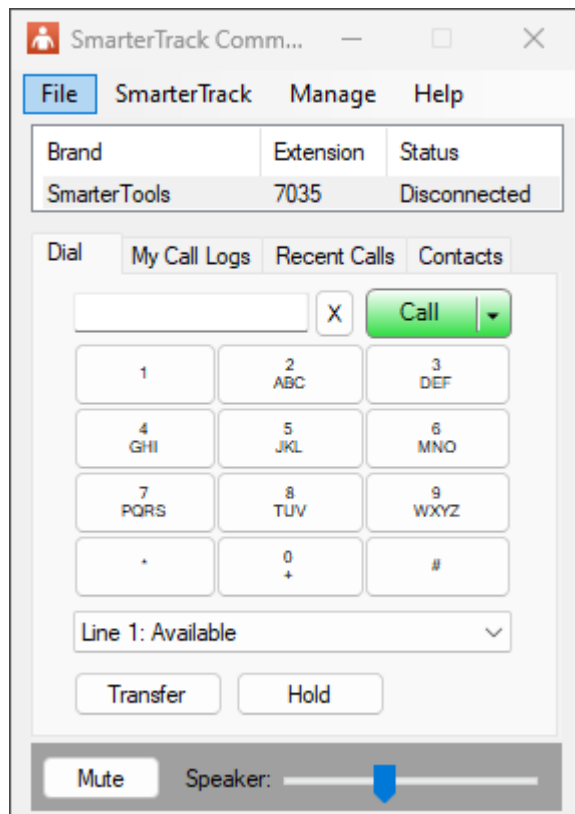 SmarterTrack Comm...
File SmarterTrack Manage Help
Brand Extension Status
SmarterTools 7035 Disconnected
Dial My Call Logs Recent Calls Contacts
X Call
1 2 3
ABC DEF
4 5 6
GHI JKL MNO
7 8 9
PQRS TUV WXYZ
* 0 #
+
Line 1: Available
Transfer Hold
Mute Speaker: